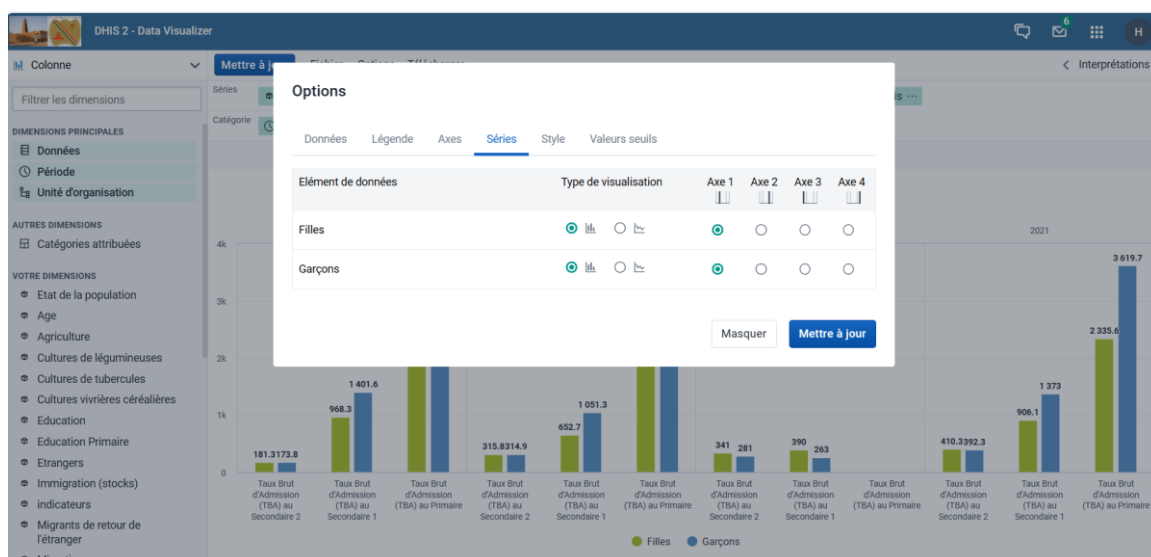 DHIS 2 - Data Visualizer
6
H
Colonne
Mettre à j
Interprétations
Filtrer les dimensions
Séries
is ...
Catégorie
DIMENSIONS PRINCIPALES
Données
Période
Unité d'organisation
AUTRES DIMENSIONS
Catégories attribuées
VOTRE DIMENSIONS
Etat de la population
Age
Agriculture
Cultures de légumineuses
Cultures de tubercules
Cultures vivrières céréalières
Education
Education Primaire
Etrangers
Immigration (stocks)
indicateurs
Migrants de retour de
l'étranger
Options
Données Légende Axes Séries Style Valeurs seuils
Elément de données Type de visualisation Axe 1 Axe 2 Axe 3 Axe 4
Filles
Garçons
Masquer Mettre à jour
2021
4k
3k
2k
1k
0
181.3173.8
968.3
1 401.6
315.8314.9
652.7
1 051.3
341
281
390
263
410.3392.3
906.1
1 373
2 335.6
3 619.7
Taux Brut
d'Admission
(TBA) au
Secondaire 2
Taux Brut
d'Admission
(TBA) au
Secondaire 1
Taux Brut
d'Admission
(TBA) au Primaire
Taux Brut
d'Admission
(TBA) au
Secondaire 2
Taux Brut
d'Admission
(TBA) au
Secondaire 1
Taux Brut
d'Admission
(TBA) au Primaire
Taux Brut
d'Admission
(TBA) au
Secondaire 2
Taux Brut
d'Admission
(TBA) au
Secondaire 1
Taux Brut
d'Admission
(TBA) au Primaire
Taux Brut
d'Admission
(TBA) au
Secondaire 2
Taux Brut
d'Admission
(TBA) au
Secondaire 1
Taux Brut
d'Admission
(TBA) au Primaire
Filles Garçons